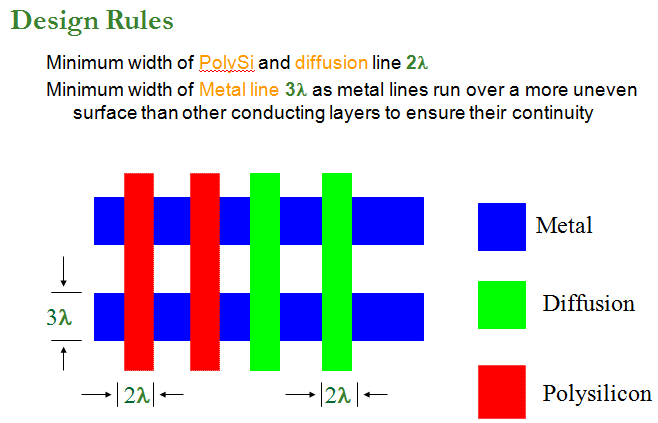 Design Rules
Minimum width of PolySi and diffusion line 2λ
Minimum width of Metal line 3λ as metal lines run over a more uneven
surface than other conducting layers to ensure their continuity
Metal
Diffusion
3λ
Polysilicon
2λ
2λ